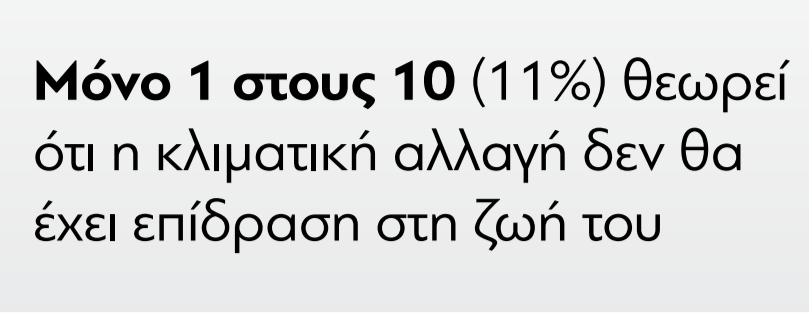 Μόνο 1 στους 10 (11%) θεωρεί
ότι η κλιματική αλλαγή δεν θα
έχει επίδραση στη ζωή του